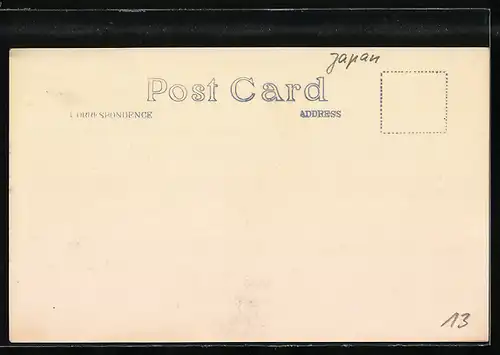 Japan
Post Card
CORRESPONDENCE ADDRESS
13